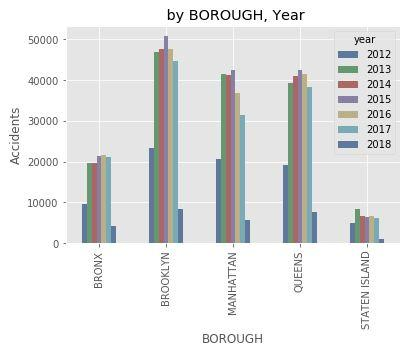 by BOROUGH, Year
year
2012
2013
2014
2015
2016
2017
2018
Accidents
50000
40000
30000
20000
10000
0
BRONX
BROOKLYN
MANHATTAN
QUEENS
STATEN ISLAND
BOROUGH